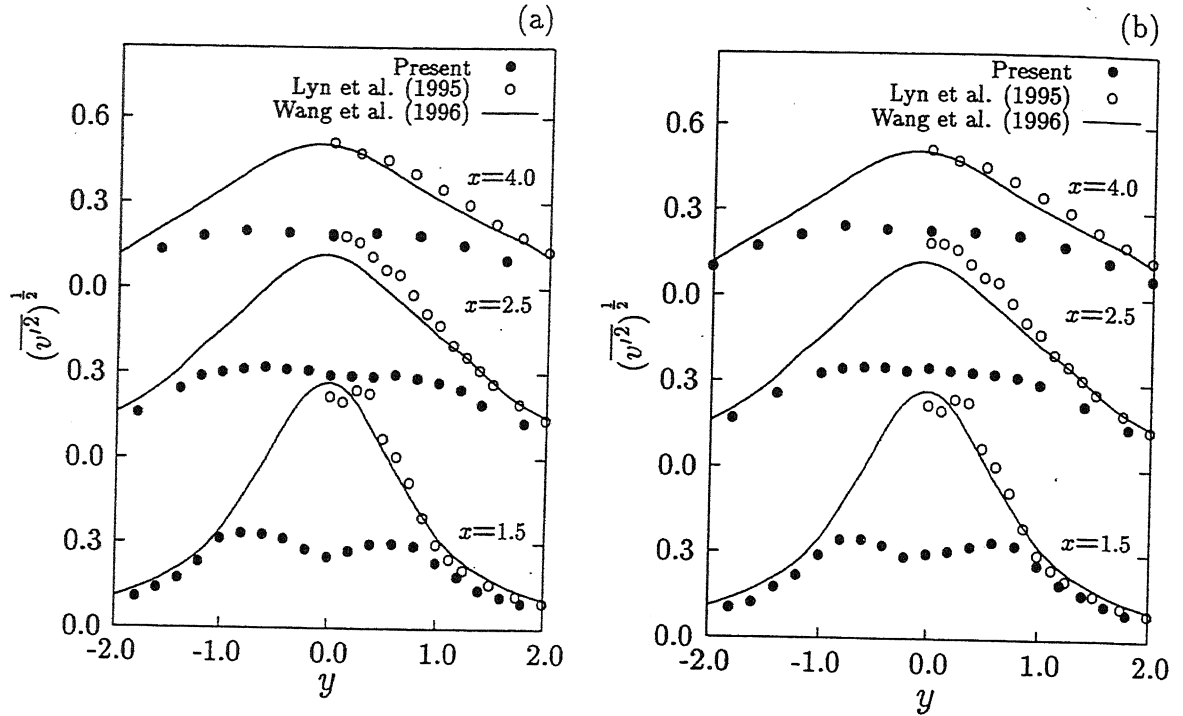 (a)
Present
Lyn et al. (1995)
Wang et al. (1996)
0.6
0.3
0.0
0.3
0.0
0.3
0.0
x=4.0
x=2.5
x=1.5
(v′²)^½
-2.0 -1.0 0.0 1.0 2.0
y
(b)
Present
Lyn et al. (1995)
Wang et al. (1996)
0.6
0.3
0.0
0.3
0.0
0.3
0.0
x=4.0
x=2.5
x=1.5
(v′²)^½
-2.0 -1.0 0.0 1.0 2.0
y